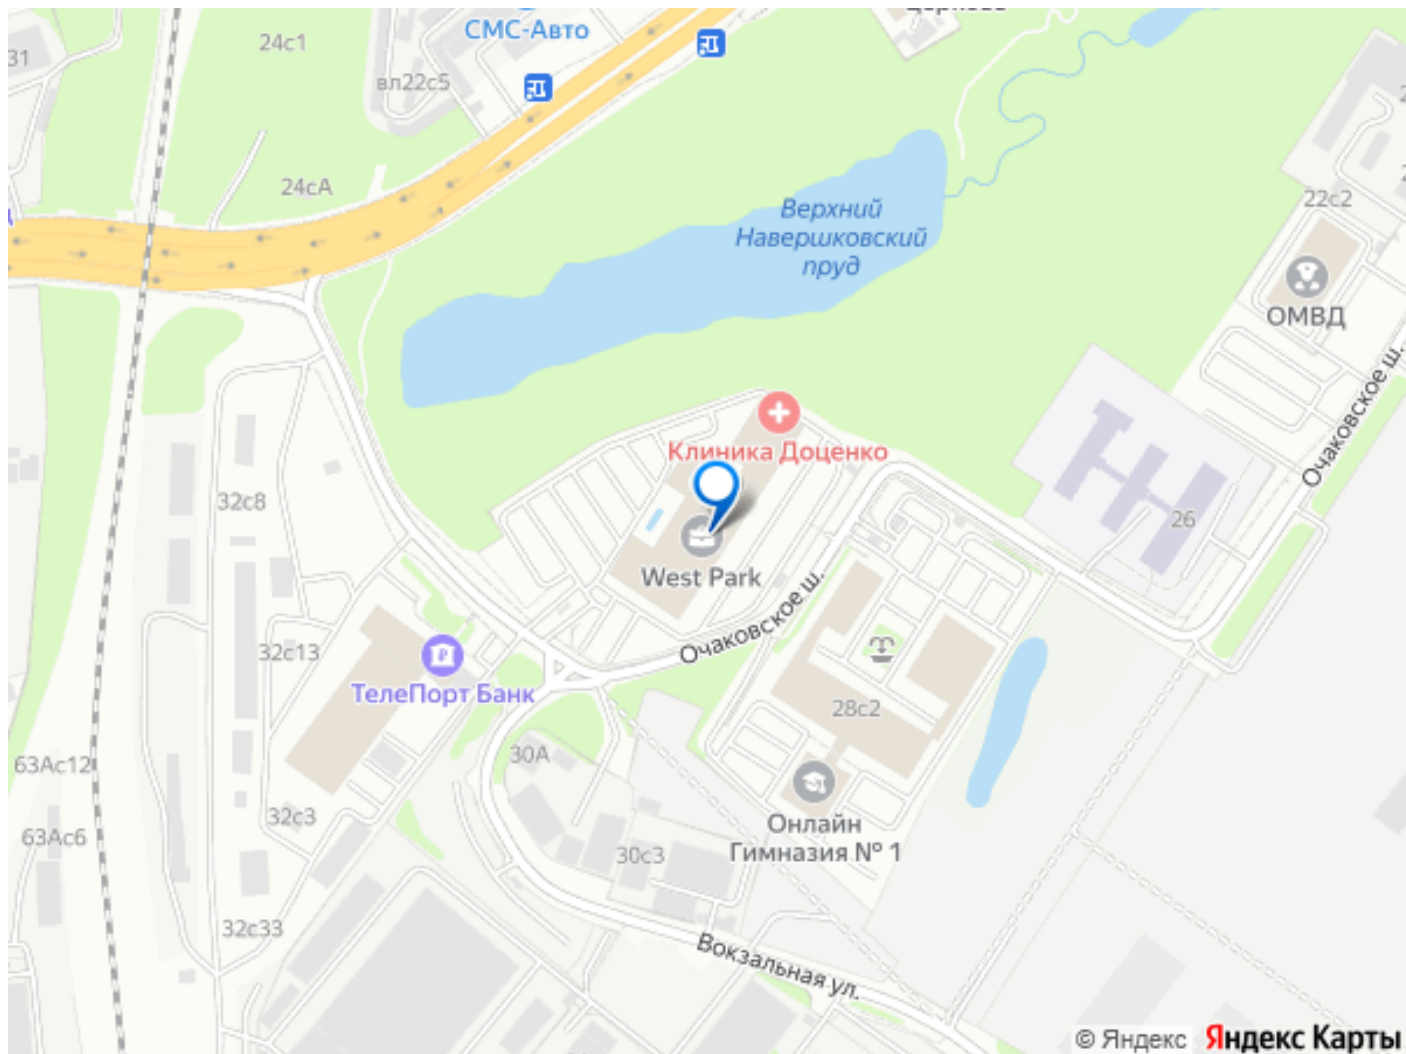 СМС-Авто
24с1
31
вл22с5
24сА
22с2
Верхний
Навершковский
пруд
ОМВД
Очаковское ш.
Клиника Доценко
32с8
26
West Park
Очаковское ш.
32с13
ТелеПорт Банк
28с2
30А
63Ас12
32с3
63Ас6
Онлайн
Гимназия № 1
30с3
32с33
Вокзальная ул.
© Яндекс
Яндекс Карты